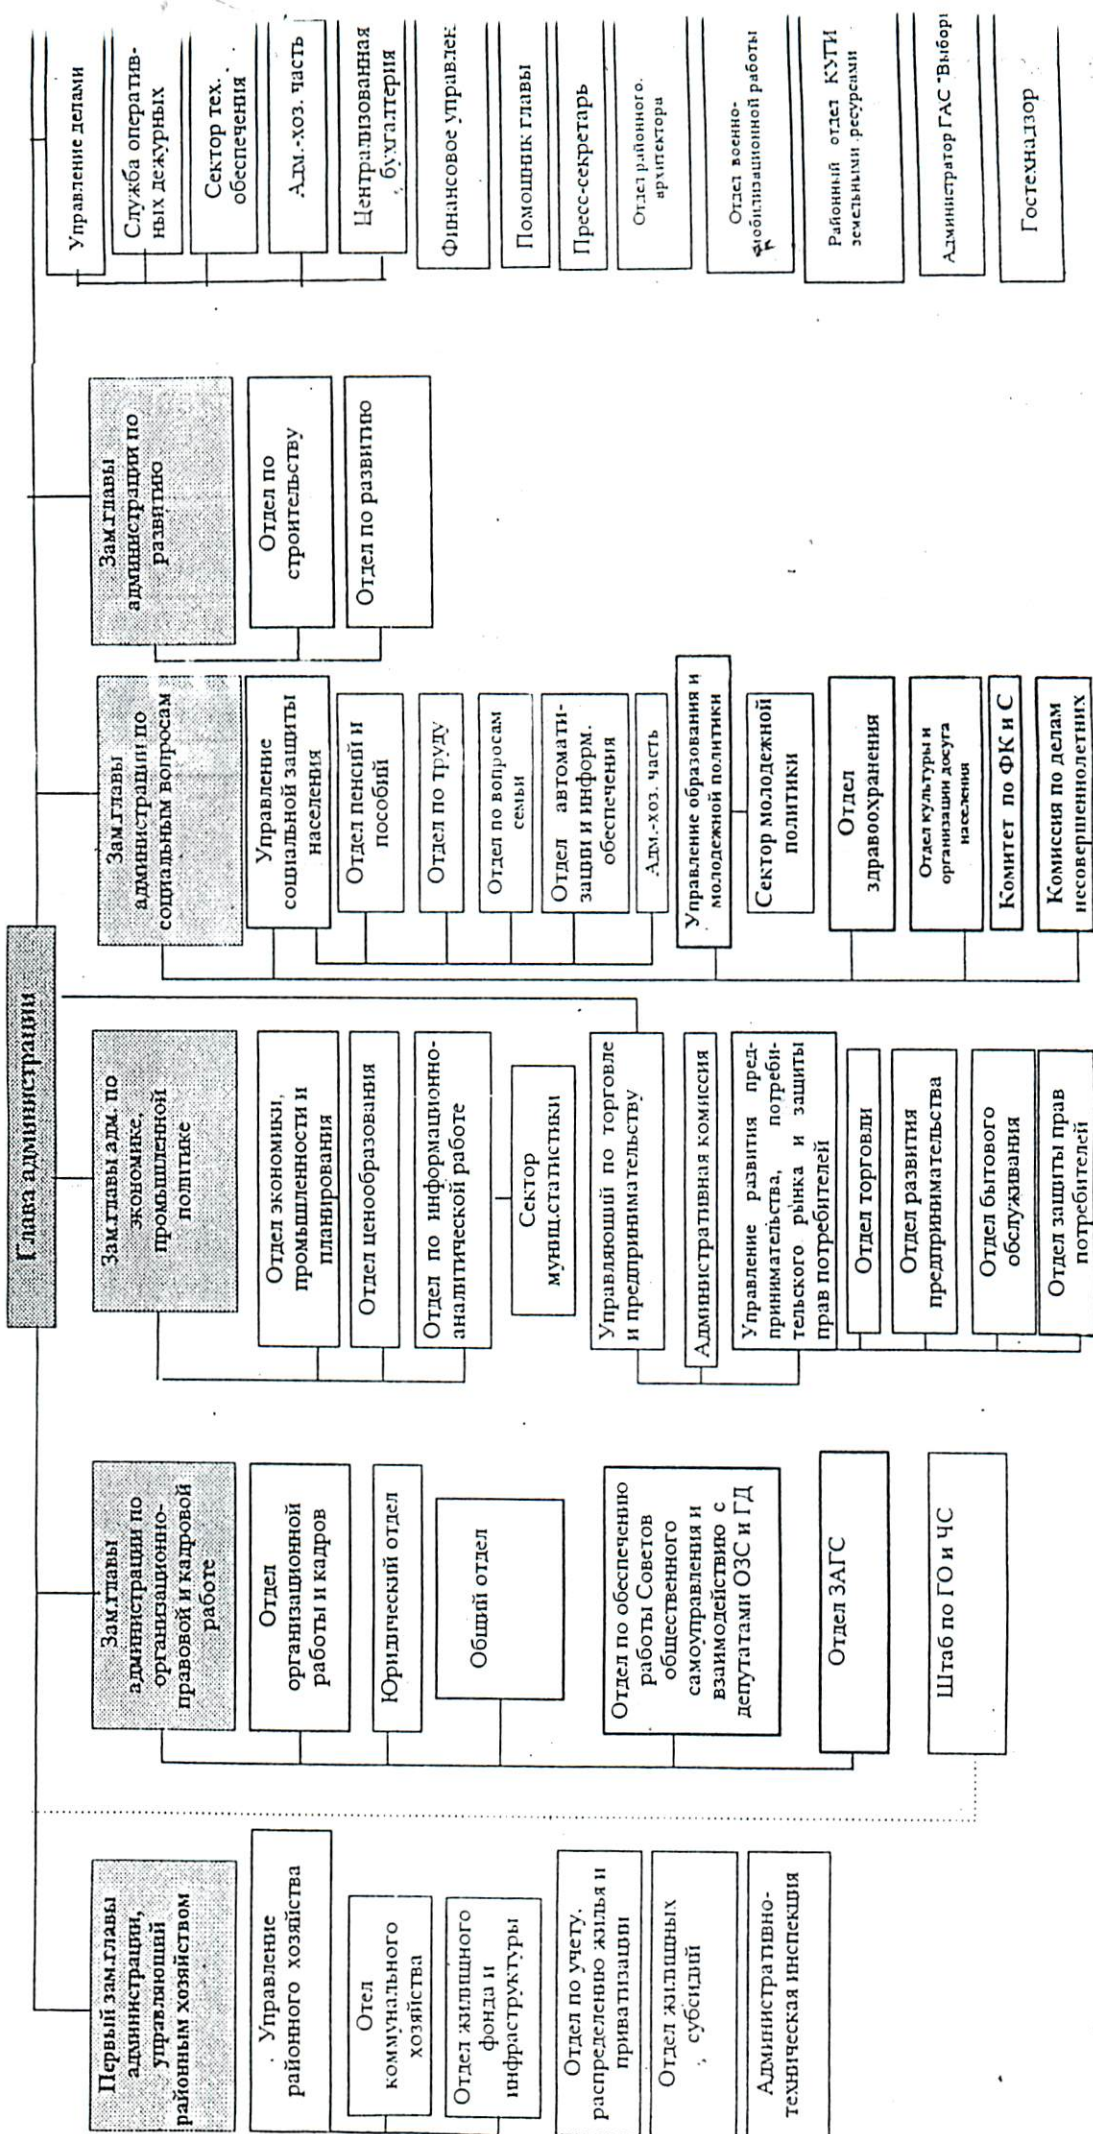 Глава администрации
Первый зам.главы
администрации,
управляющий
районным хозяйством
Управление
районного хозяйства
Отел
коммунального
хозяйства
Отдел жилищного
фонда и
инфраструктуры
Отдел по учету,
распределению жилья и
приватизации
Отдел жилищных
субсидий
Административно-
техническая инспекция
Зам.главы
администрации по
организационно-
правовой и кадровой
работе
Отдел
организационной
работы и кадров
Юридический отдел
Общий отдел
Отдел по обеспечению
работы Советов
общественного
самоуправления и
взаимодействию с
депутатами ОЗС и ГД
Отдел ЗАГС
Штаб по ГО и ЧС
Зам.главы адм. по
экономике,
промышленной
политике
Отдел экономики,
промышленности и
планирования
Отдел ценообразования
Отдел по информационно-
аналитической работе
Сектор
муниц.статистики
Управляющий по торговле
и предпринимательству
Административная комиссия
Управление развития пред-
принимательства, потреби-
тельского рынка и защиты
прав потребителей
Отдел торговли
Отдел развития
предпринимательства
Отдел бытового
обслуживания
Отдел защиты прав
потребителей
Зам.главы
администрации по
социальным вопросам
Управление
социальной защиты
населения
Отдел пенсий и
пособий
Отдел по труду
Отдел по вопросам
семьи
Отдел автомати-
зации и информ.
обеспечения
Адм.-хоз. часть
Управление образования и
молодежной политики
Сектор молодежной
политики
Отдел
здравоохранения
Отдел культуры и
организации досуга
населения
Комитет по ФК и С
Комиссия по делам
несовершеннолетних
Зам.главы
администрации по
развитию
Отдел по
строительству
Отдел по развитию
Управление делами
Служба оператив-
ных дежурных
Сектор тех.
обеспечения
Адм.-хоз. часть
Централизованная
бухгалтерия
Финансовое управлен
Помощник главы
Пресс-секретарь
Отдел районного
архитектора
Отдел военно-
мобилизационной работы
Районный отдел КУГИ
земельными ресурсами
Администратор ГАС "Выборы
Гостехнадзор